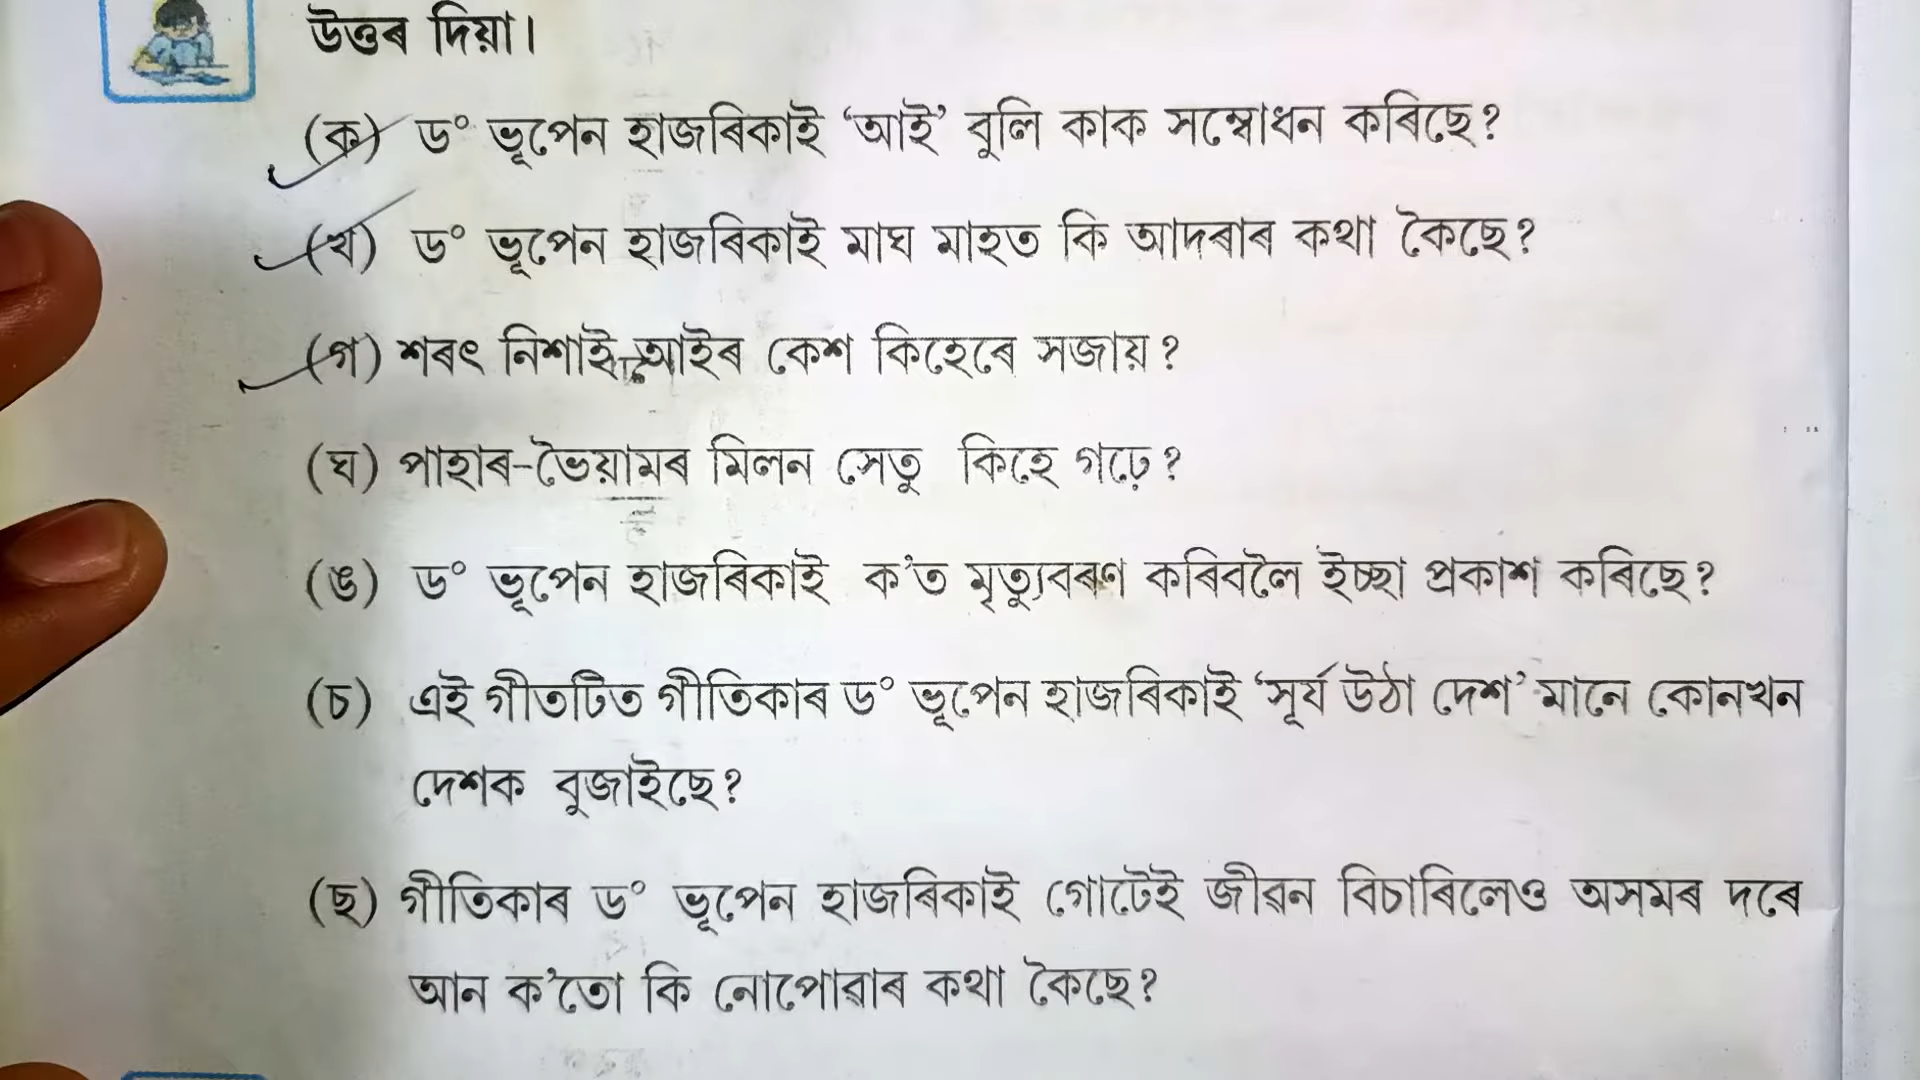 উত্তৰ দিয়া।
(ক) ড° ভূপেন হাজৰিকাই ‘আই’ বুলি কাক সম্বোধন কৰিছে?
(খ) ড° ভূপেন হাজৰিকাই মাঘ মাহত কি আদৰাৰ কথা কৈছে?
(গ) শৰৎ নিশাই আইৰ কেশ কিহেৰে সজায়?
(ঘ) পাহাৰ-ভৈয়ামৰ মিলন সেতু কিহে গঢ়ে?
(ঙ) ড° ভূপেন হাজৰিকাই ক’ত মৃত্যুবৰণ কৰিবলৈ ইচ্ছা প্ৰকাশ কৰিছে?
(চ) এই গীতটিত গীতিকাৰ ড° ভূপেন হাজৰিকাই ‘সূৰ্য উঠা দেশ’ মানে কোনখন
দেশক বুজাইছে?
(ছ) গীতিকাৰ ড° ভূপেন হাজৰিকাই গোটেই জীৱন বিচাৰিলেও অসমৰ দৰে
আন ক’তো কি নোপোৱাৰ কথা কৈছে?